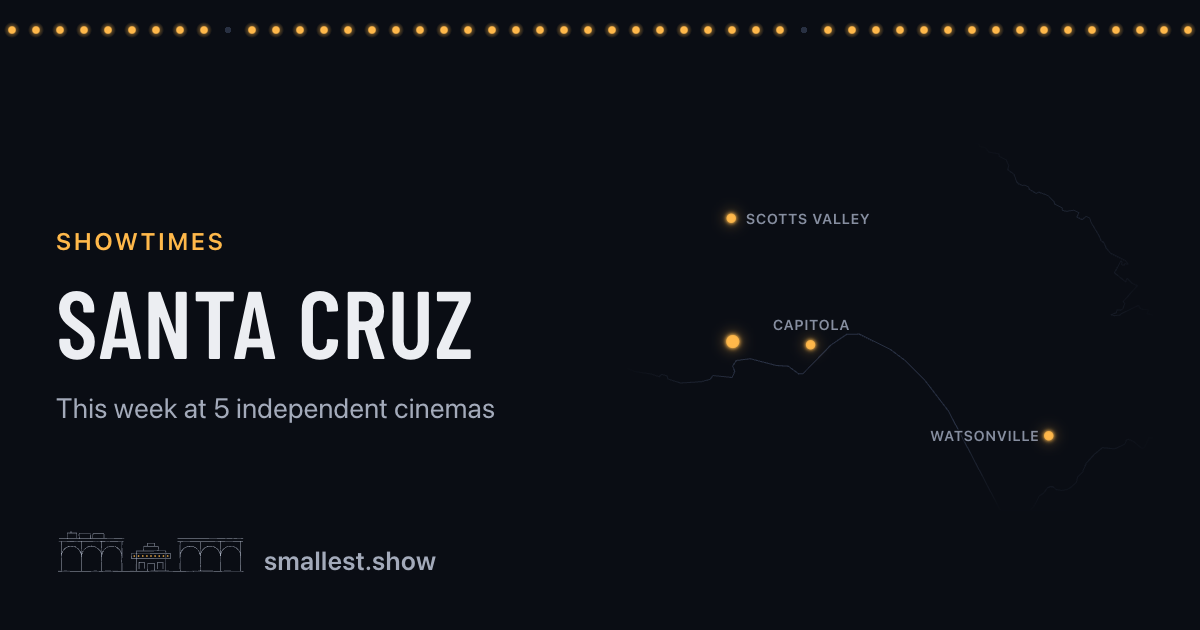 SHOWTIMES
SANTA CRUZ
This week at 5 independent cinemas
SCOTTS VALLEY
CAPITOLA
WATSONVILLE
smallest.show